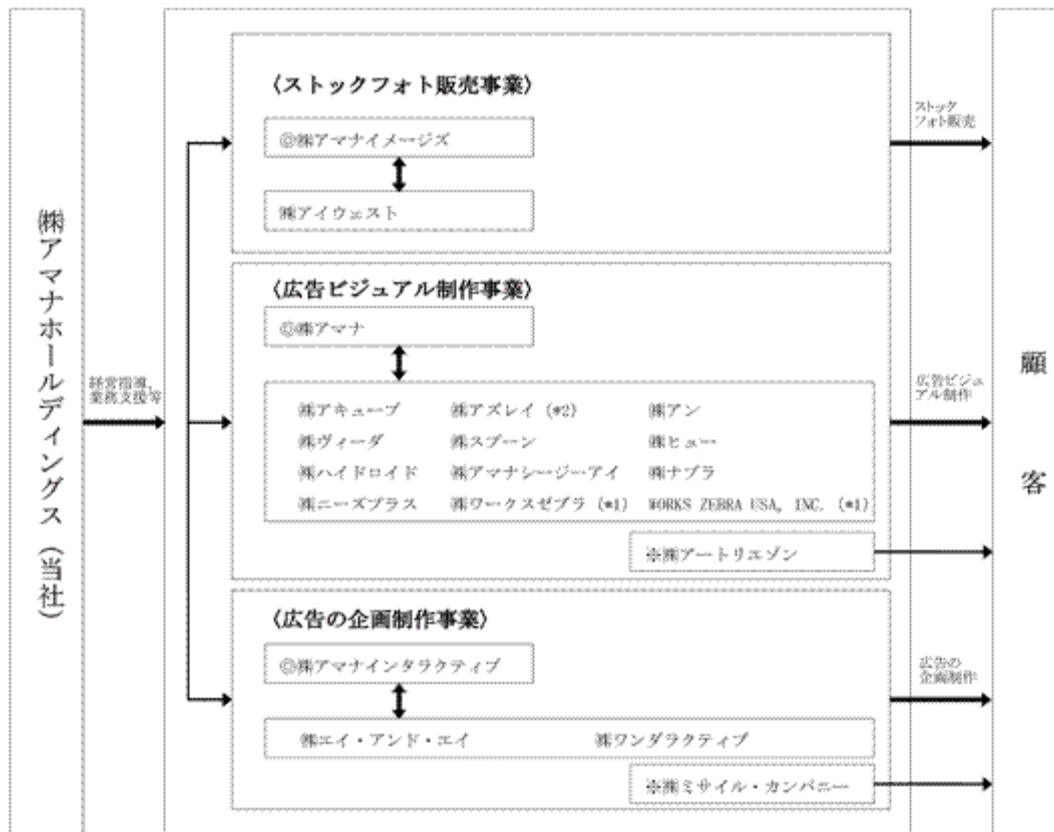 ㈱アマナホールディングス(当社)
経営指導、
業務支援等
〈ストックフォト販売事業〉
◎㈱アマナイメージズ
㈱アイウエスト
ストック
フォト販売
〈広告ビジュアル制作事業〉
◎㈱アマナ
㈱アキューブ ㈱アズレイ (*2) ㈱アン
㈱ヴィーダ ㈱スプーン ㈱ヒュー
㈱ハイドロイド ㈱アマナシージーアイ ㈱ナブラ
㈱ニーズプラス ㈱ワークスゼブラ (*1) WORKS ZEBRA USA, INC. (*1)
※㈱アートリエゾン
広告ビジュ
アル制作
〈広告の企画制作事業〉
◎㈱アマナインタラクティブ
㈱エイ・アンド・エイ ㈱ワンダラクティブ
※㈱ミサイル・カンパニー
広告の
企画制作
顧客